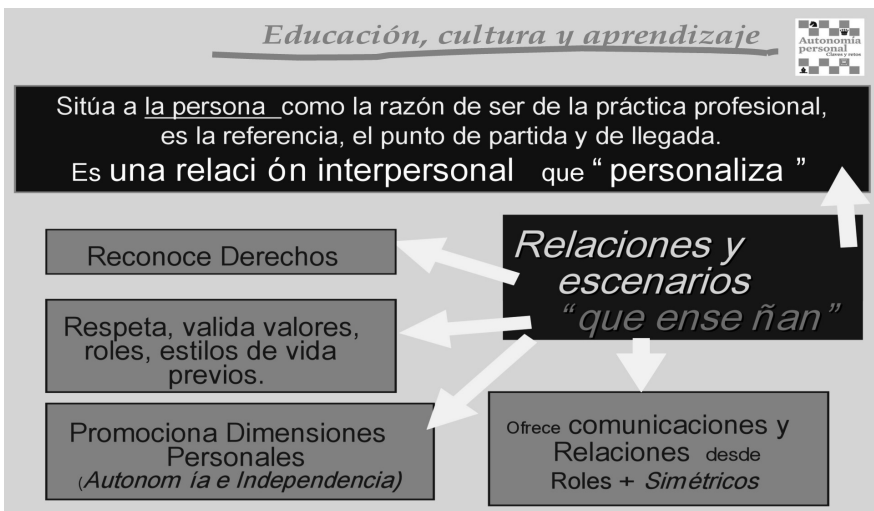 Educación, cultura y aprendizaje
Autonomía
personal
Claves y retos
Sitúa a la persona como la razón de ser de la práctica profesional,
es la referencia, el punto de partida y de llegada.
Es una relaci ón interpersonal que “ personaliza ”
Relaciones y
escenarios
“que ense ñan”
Reconoce Derechos
Respeta, valida valores,
roles, estilos de vida
previos.
Promociona Dimensiones
Personales
(Autonom ía e Independencia)
Ofrece comunicaciones y
Relaciones desde
Roles + Simétricos